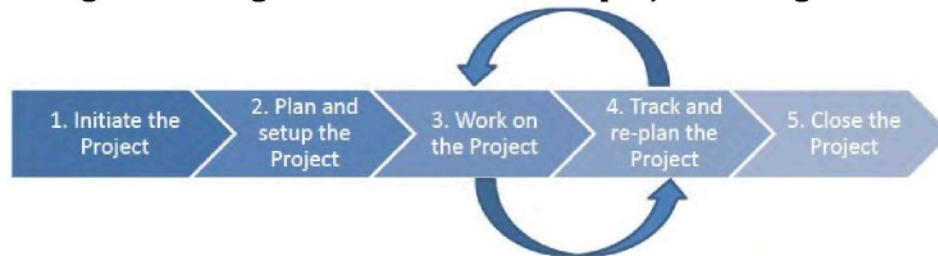 1. Initiate the
Project
2. Plan and
setup the
Project
3. Work on
the Project
4. Track and
re-plan the
Project
5. Close the
Project